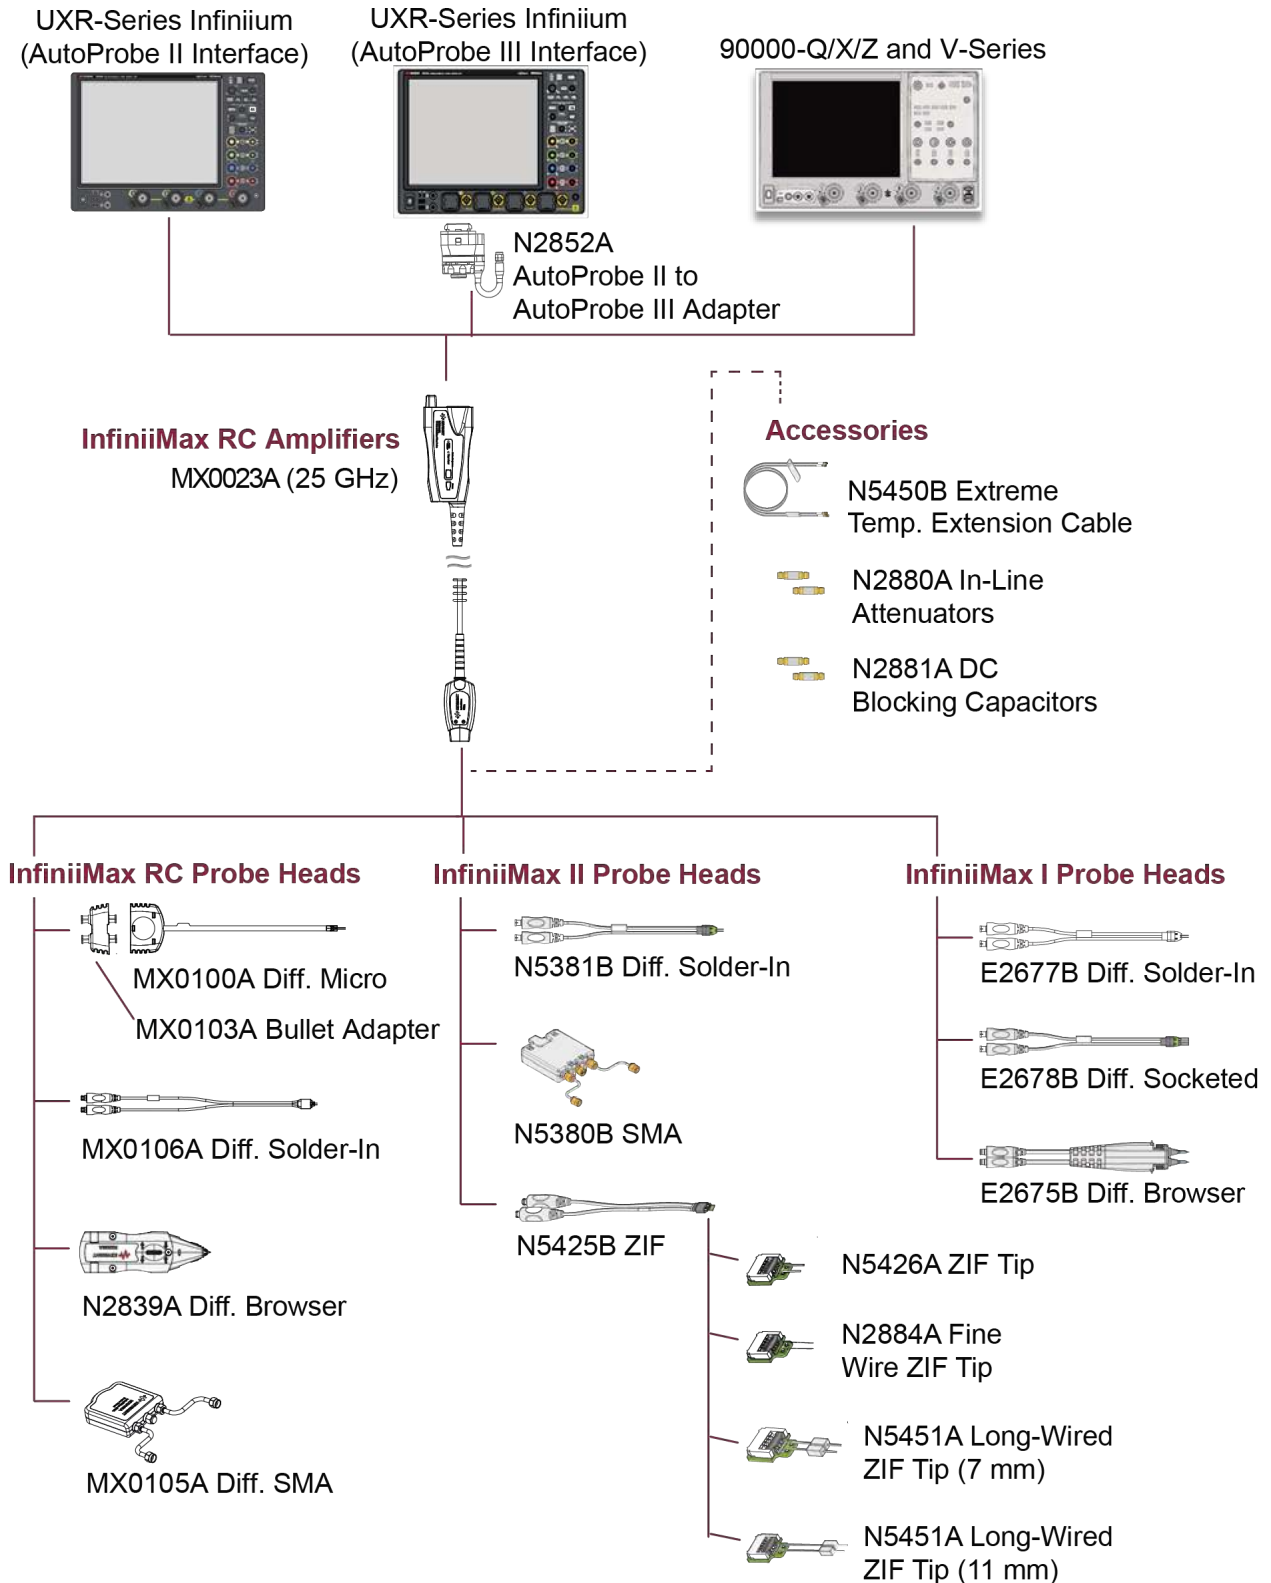 UXR-Series Infiniium
(AutoProbe II Interface)
UXR-Series Infiniium
(AutoProbe III Interface)
90000-Q/X/Z and V-Series
N2852A
AutoProbe II to
AutoProbe III Adapter
InfiniiMax RC Amplifiers
MX0023A (25 GHz)
Accessories
N5450B Extreme
Temp. Extension Cable
N2880A In-Line
Attenuators
N2881A DC
Blocking Capacitors
InfiniiMax RC Probe Heads
MX0100A Diff. Micro
MX0103A Bullet Adapter
MX0106A Diff. Solder-In
N2839A Diff. Browser
MX0105A Diff. SMA
InfiniiMax II Probe Heads
N5381B Diff. Solder-In
N5380B SMA
N5425B ZIF
N5426A ZIF Tip
N2884A Fine
Wire ZIF Tip
N5451A Long-Wired
ZIF Tip (7 mm)
N5451A Long-Wired
ZIF Tip (11 mm)
InfiniiMax I Probe Heads
E2677B Diff. Solder-In
E2678B Diff. Socketed
E2675B Diff. Browser